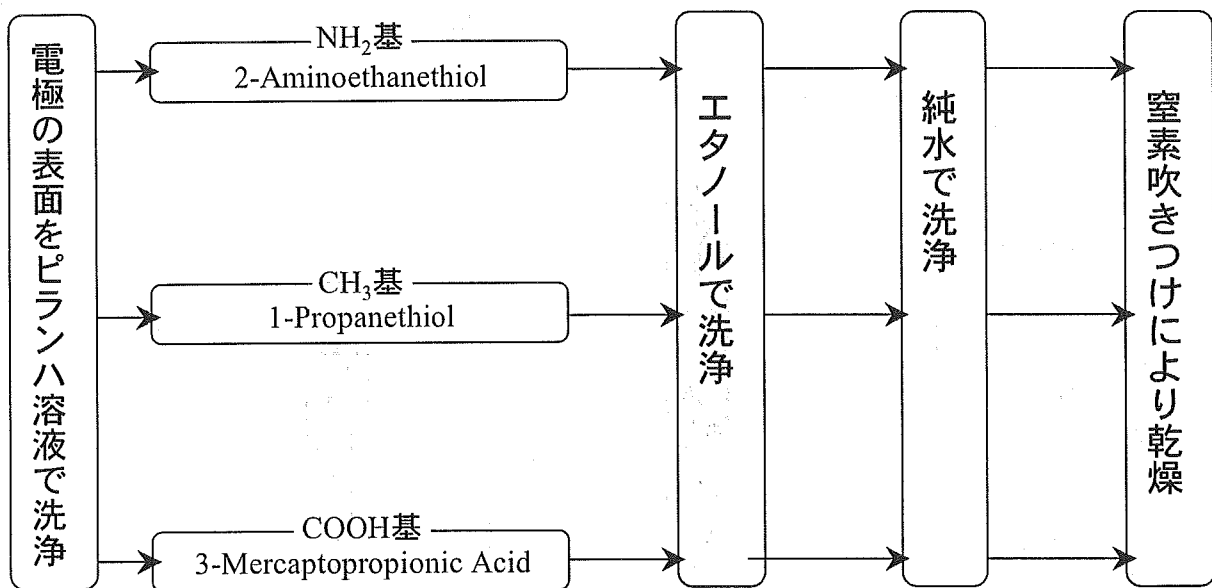 電極の表面をピランハ溶液で洗浄
NH₂基
2-Aminoethanethiol
CH₃基
1-Propanethiol
COOH基
3-Mercaptopropionic Acid
エタノールで洗浄
純水で洗浄
窒素吹きつけにより乾燥